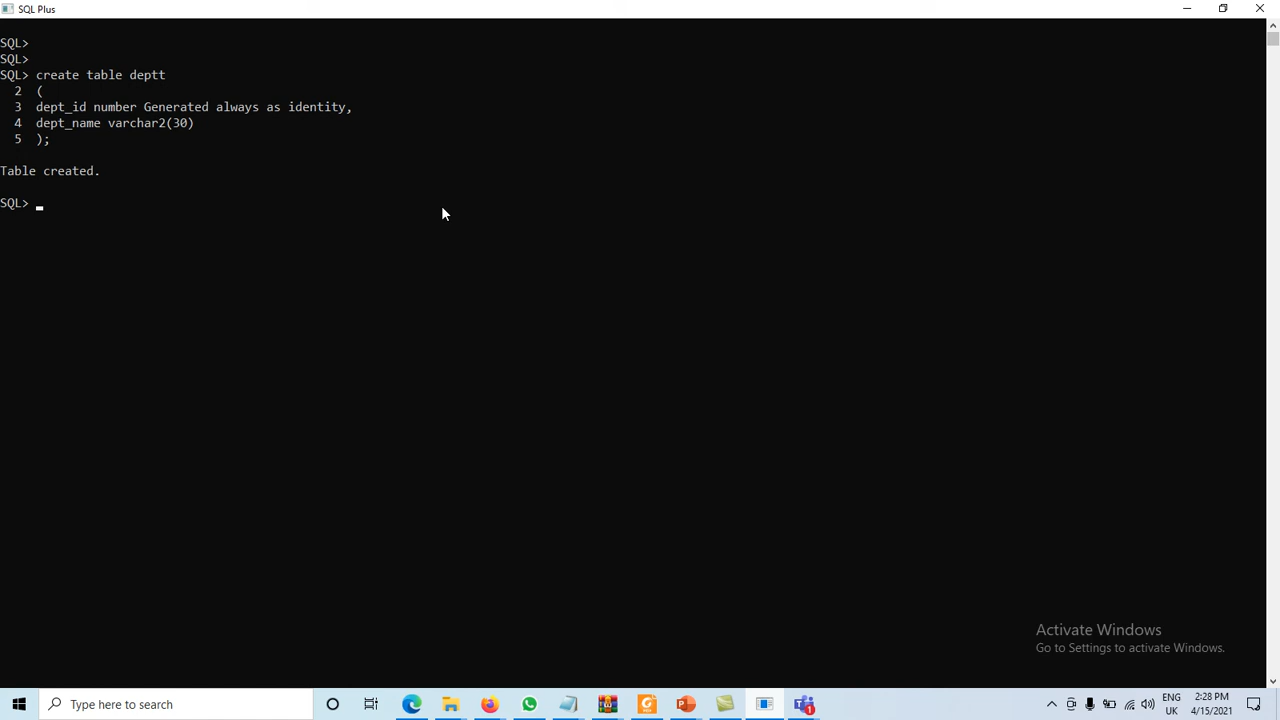 SQL Plus
SQL>
SQL>
SQL> create table deptt
2 (
3 dept_id number Generated always as identity,
4 dept_name varchar2(30)
5 );
Table created.
SQL>
Activate Windows
Go to Settings to activate Windows.
Type here to search
1
ENG
UK
2:28 PM
4/15/2021